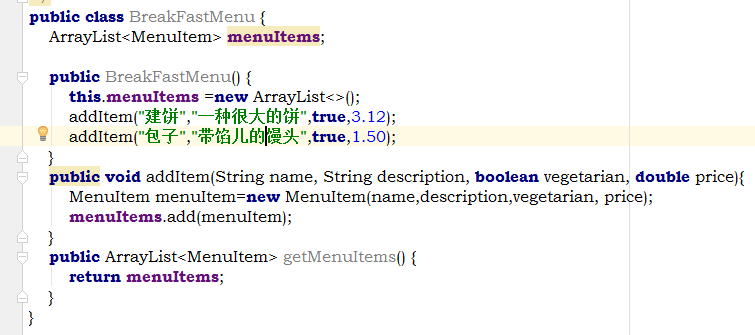 public class BreakFastMenu {
ArrayList<MenuItem> menuItems;
public BreakFastMenu() {
this.menuItems =new ArrayList<>();
addItem("建饼","一种很大的饼",true,3.12);
addItem("包子","带馅儿的馒头",true,1.50);
}
public void addItem(String name, String description, boolean vegetarian, double price){
MenuItem menuItem=new MenuItem(name,description,vegetarian, price);
menuItems.add(menuItem);
}
public ArrayList<MenuItem> getMenuItems() {
return menuItems;
}
}